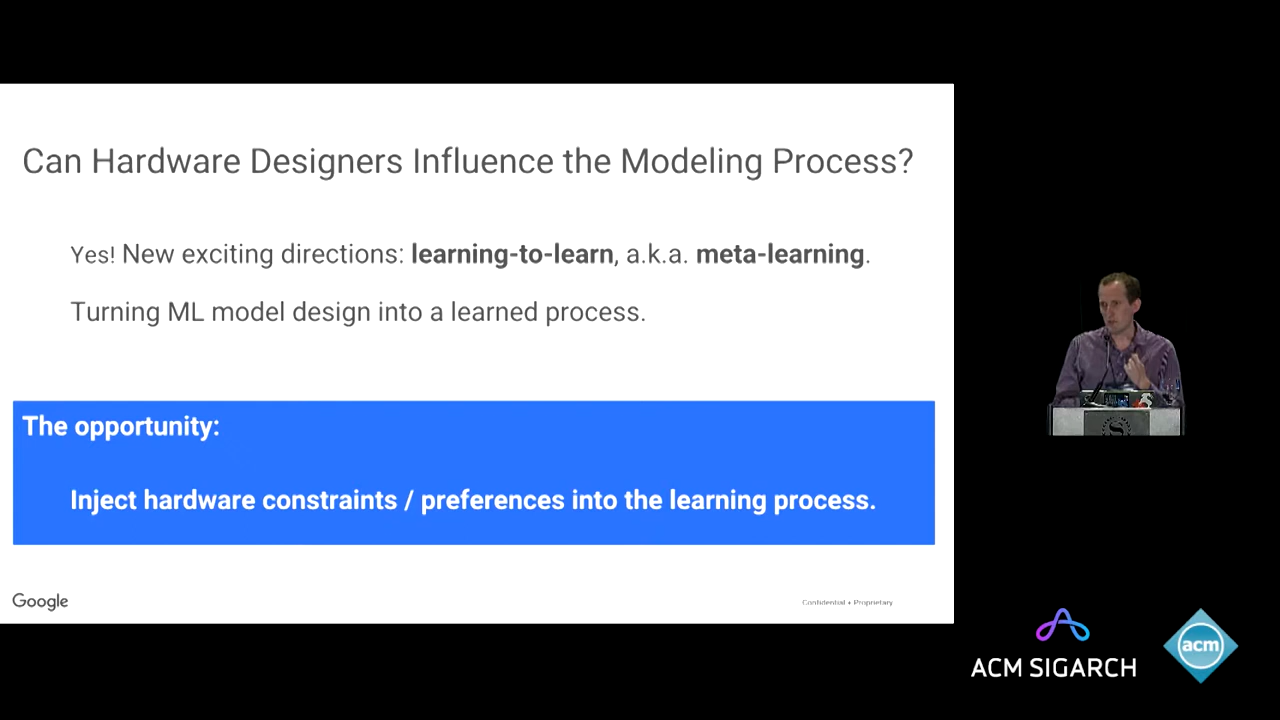 Can Hardware Designers Influence the Modeling Process?
Yes! New exciting directions: learning-to-learn, a.k.a. meta-learning.
Turning ML model design into a learned process.
The opportunity:
Inject hardware constraints / preferences into the learning process.
Google
Confidential + Proprietary
S
ACM SIGARCH
acm